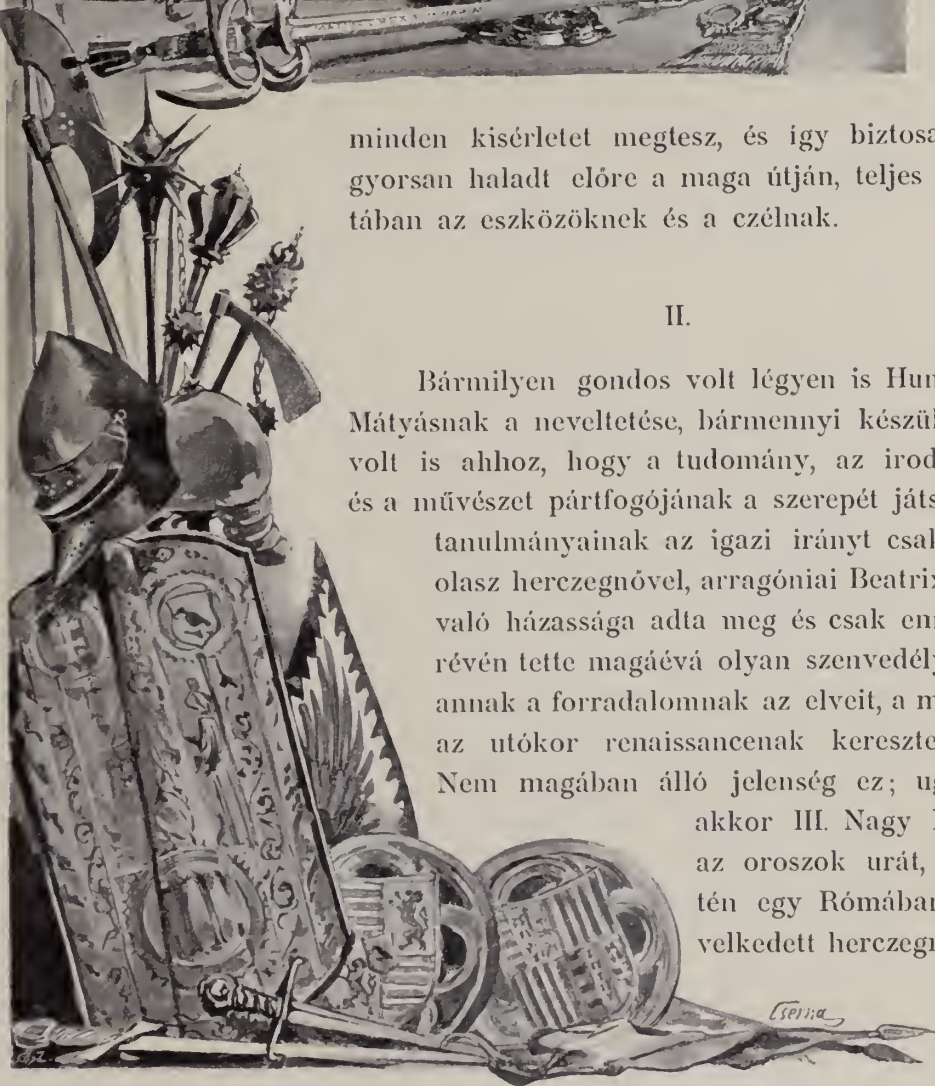 minden kisérletet megtesz, és így biztosa
gyorsan haladt előre a maga útján, teljes
tában az eszközöknek és a czélnak.
II.
Bármilyen gondos volt légyen is Hun
Mátyásnak a neveltetése, bármennyi készül
volt is ahhoz, hogy a tudomány, az irod
és a művészet pártfogójának a szerepét játs
tanulmányainak az igazi irányt csak
olasz herczegnővel, arragóniai Beatrix
való házassága adta meg és csak en
révén tette magáévá olyan szenvedély
annak a forradalomnak az elveit, a m
az utókor renaissancenak kereszte
Nem magában álló jelenség ez; ug
akkor III. Nagy
az oroszok urát,
tén egy Rómában
velkedett herczegn
Cserna